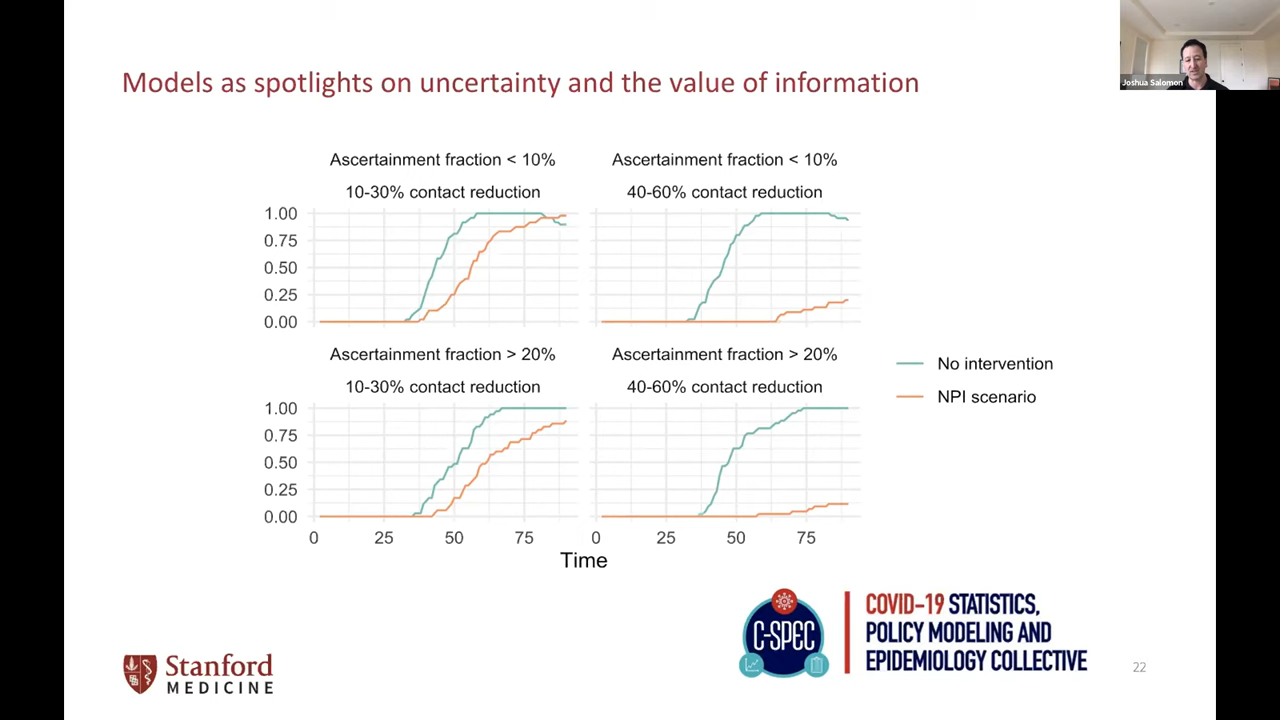 Models as spotlights on uncertainty and the value of information
Joshua Salomon
Ascertainment fraction < 10%
10-30% contact reduction
Ascertainment fraction < 10%
40-60% contact reduction
1.00
0.75
0.50
0.25
0.00
Ascertainment fraction > 20%
10-30% contact reduction
Ascertainment fraction > 20%
40-60% contact reduction
1.00
0.75
0.50
0.25
0.00
0 25 50 75
0 25 50 75
Time
No intervention
NPI scenario
C-SPEC
COVID-19 STATISTICS,
POLICY MODELING AND
EPIDEMIOLOGY COLLECTIVE
Stanford
MEDICINE
22